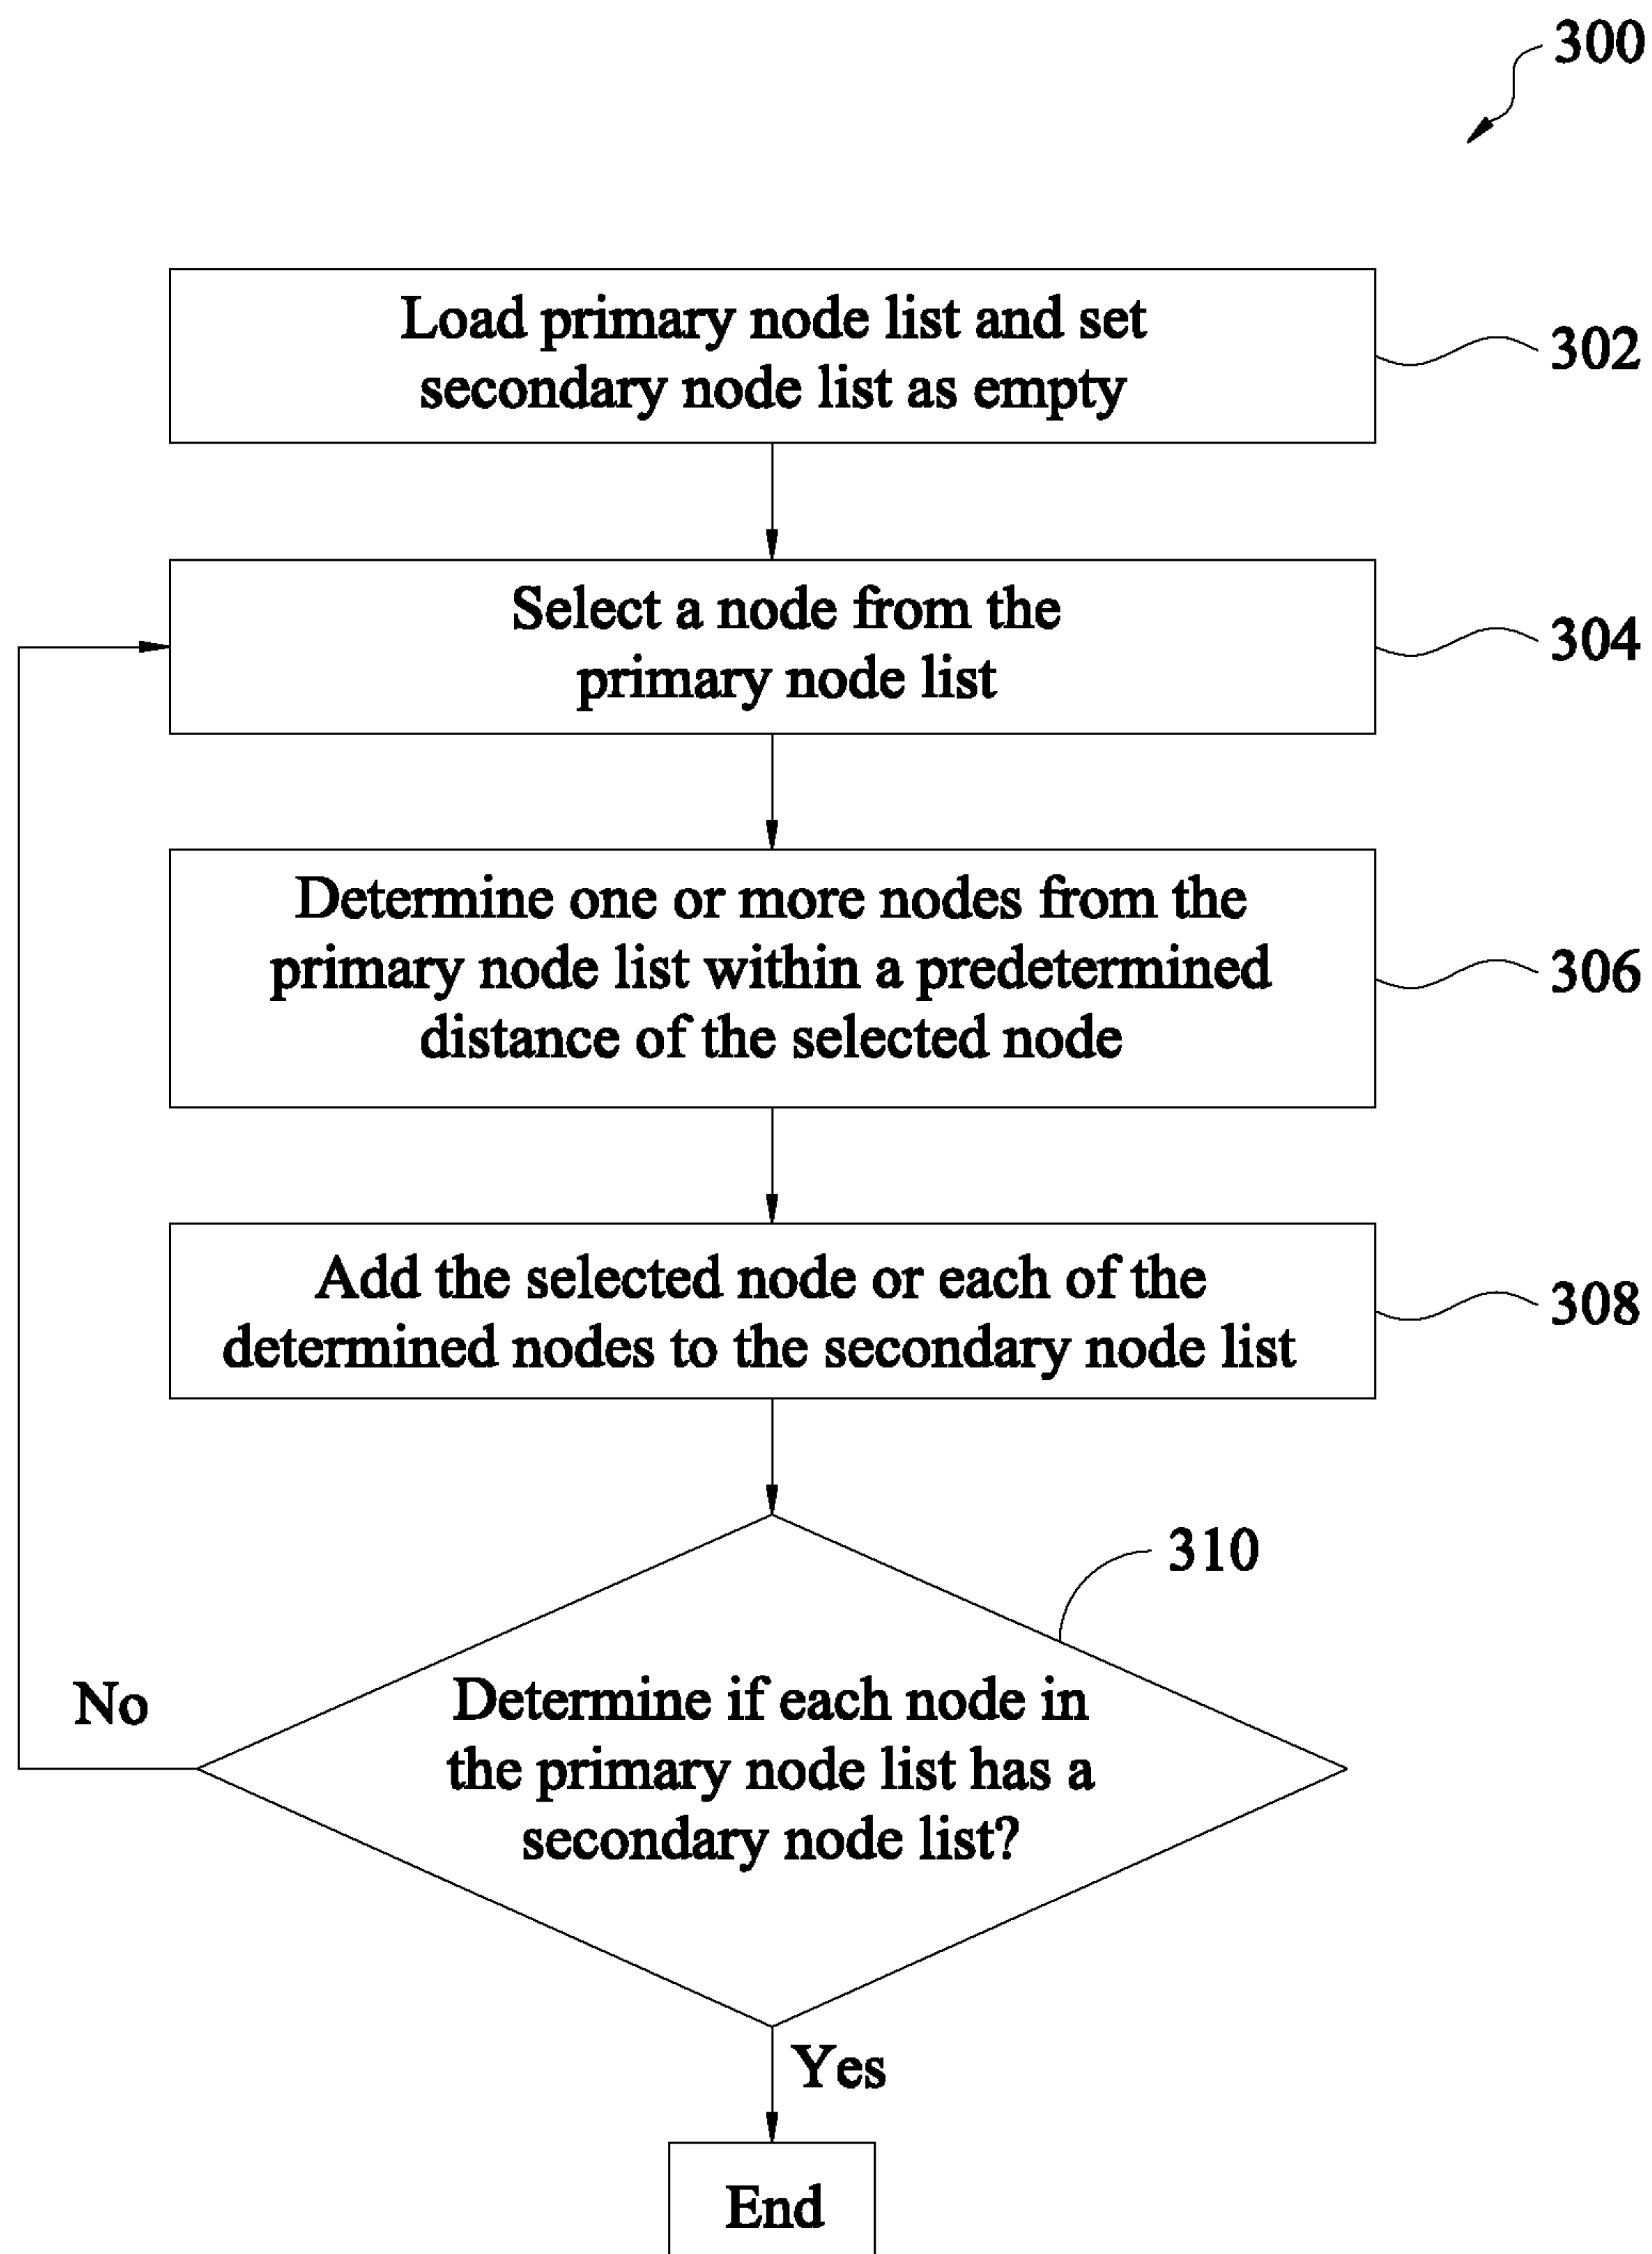 300
Load primary node list and set
secondary node list as empty
302
Select a node from the
primary node list
304
Determine one or more nodes from the
primary node list within a predetermined
distance of the selected node
306
Add the selected node or each of the
determined nodes to the secondary node list
308
310
Determine if each node in
the primary node list has a
secondary node list?
No
Yes
End